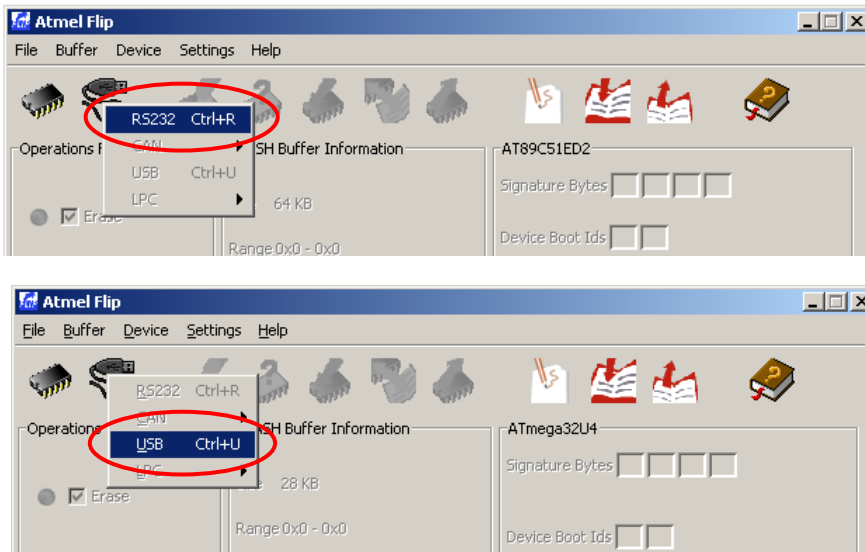 Atmel Flip
File Buffer Device Settings Help
RS232 Ctrl+R
CAN
USB Ctrl+U
LPC
Operations F
SH Buffer Information
AT89C51ED2
Signature Bytes
64 KB
Erase
Device Boot Ids
Range 0x0 - 0x0
Atmel Flip
File Buffer Device Settings Help
RS232 Ctrl+R
CAN
USB Ctrl+U
LPC
Operations
SH Buffer Information
ATmega32U4
Signature Bytes
28 KB
Erase
Range 0x0 - 0x0
Device Boot Ids